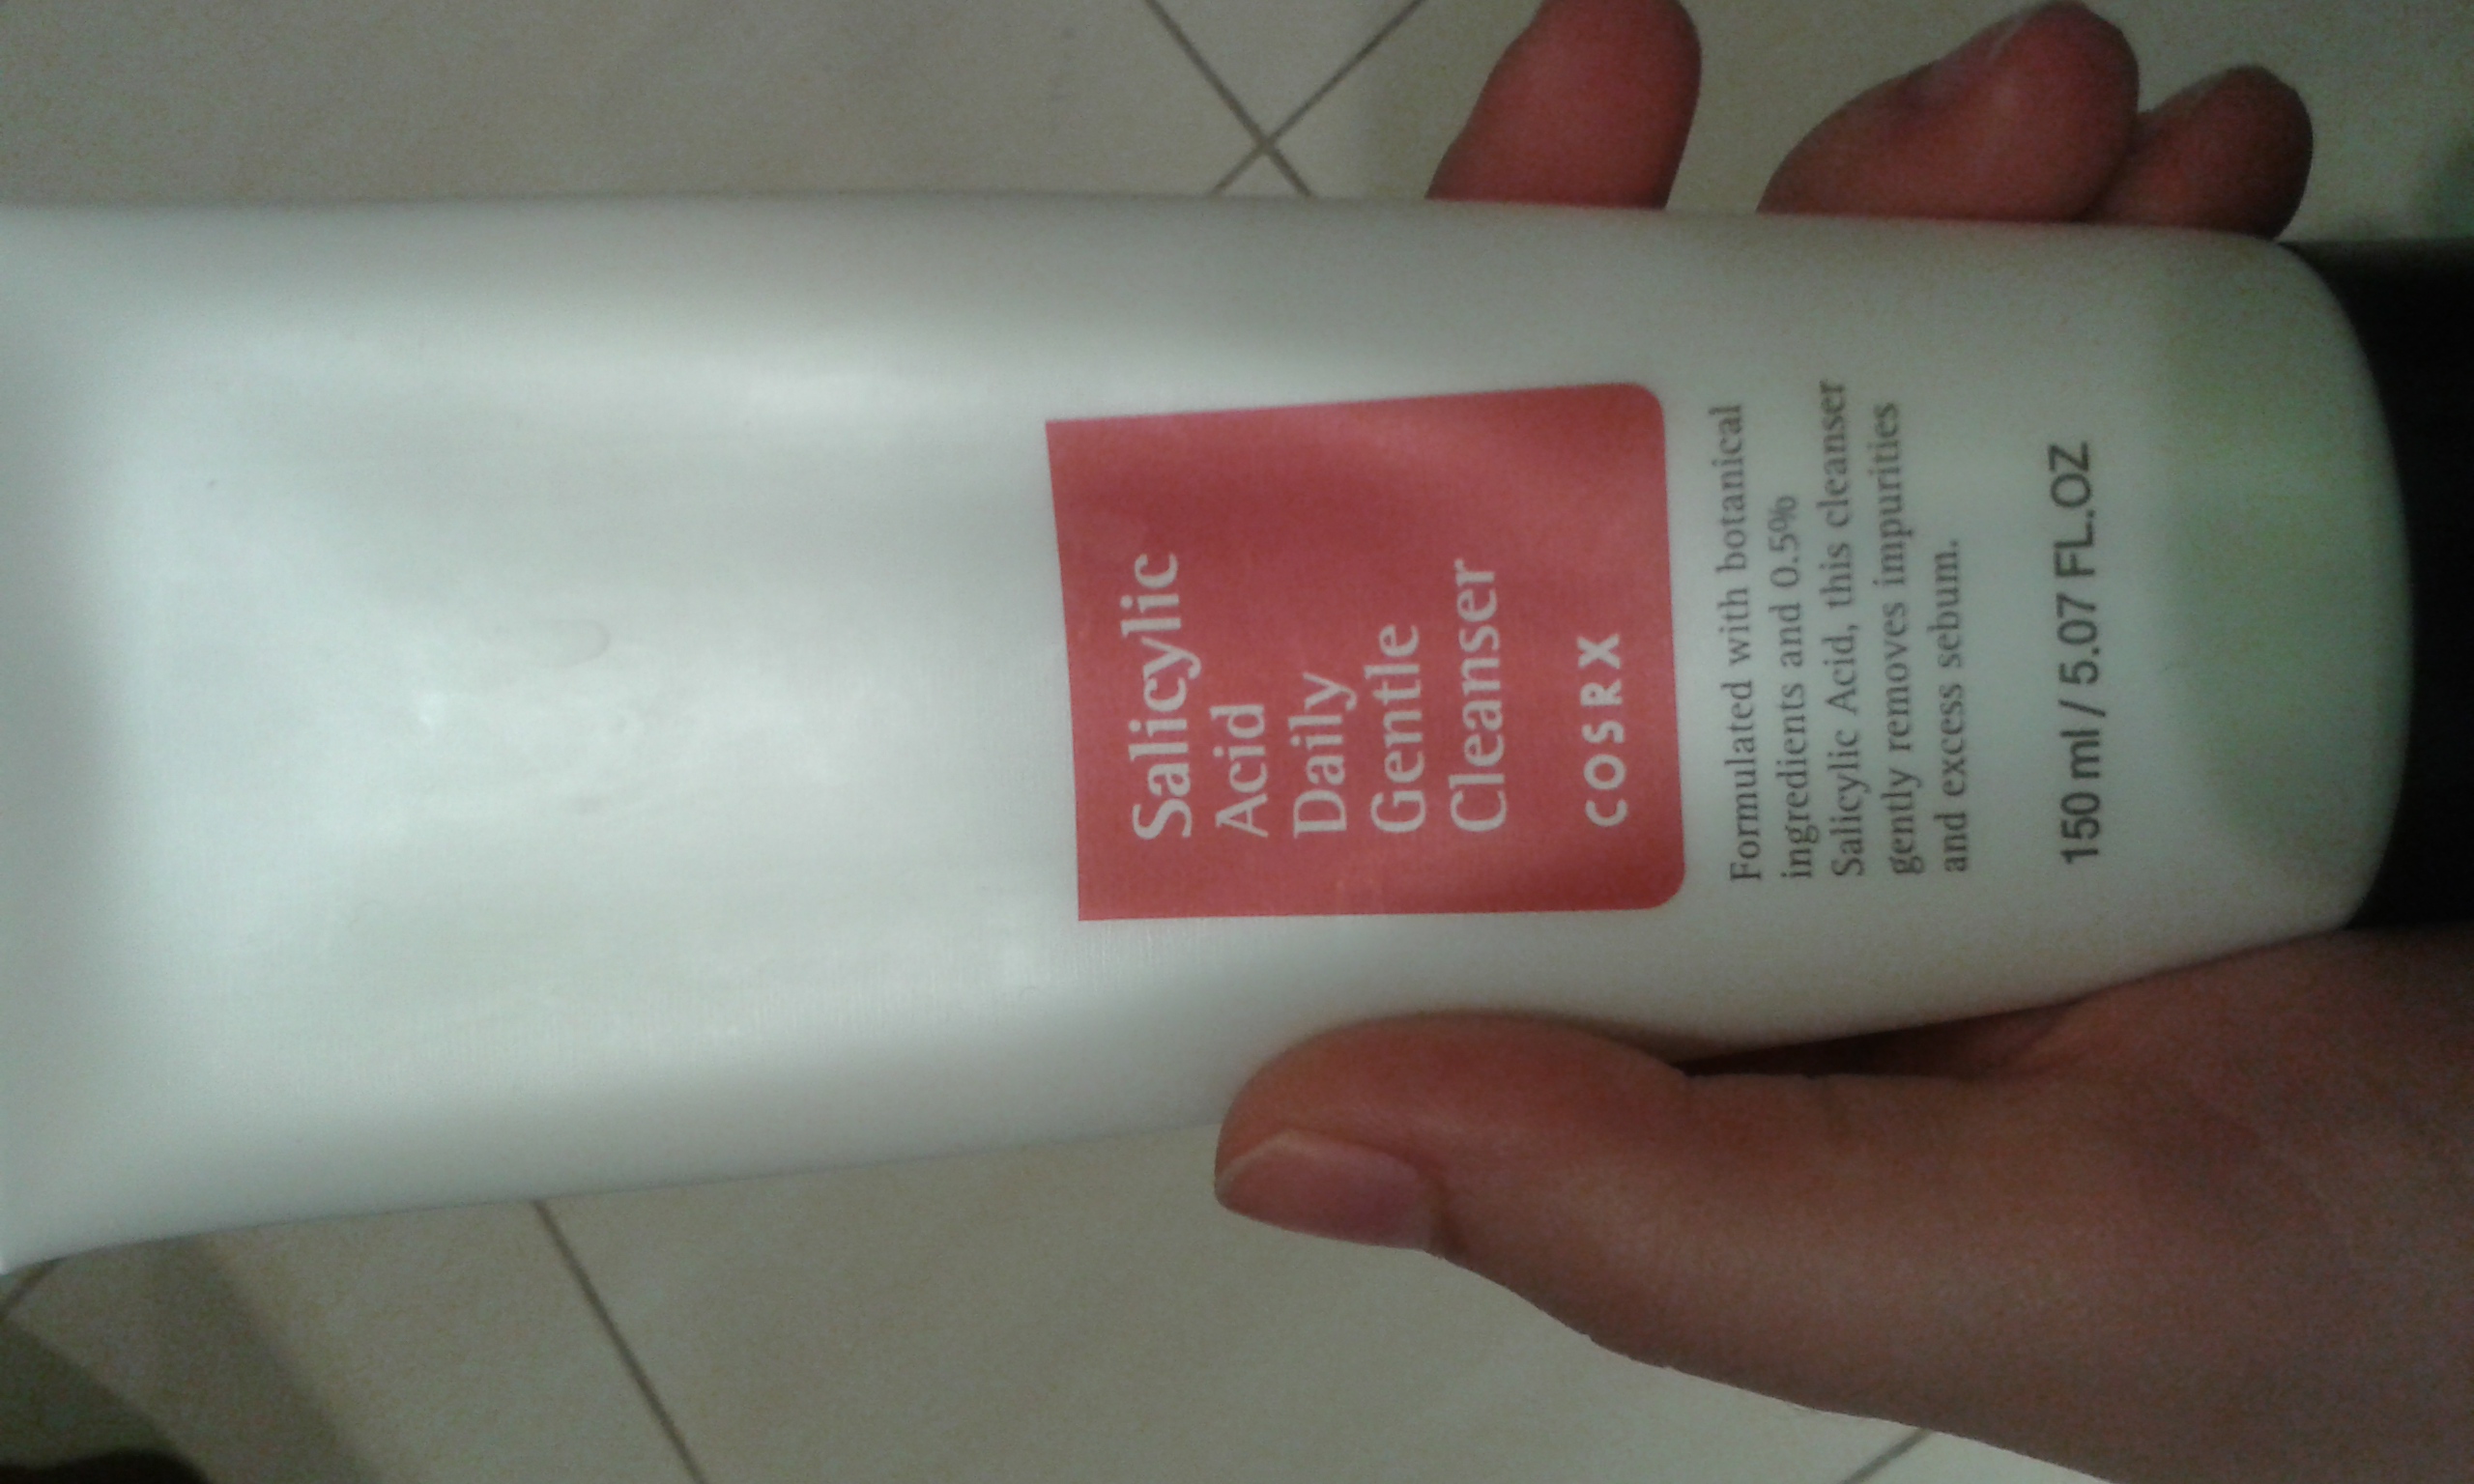 Salicylic
Acid
Daily
Gentle
Cleanser
COSRX
Formulated with botanical
ingredients and 0.5%
Salicylic Acid, this cleanser
gently removes impurities
and excess sebum.
150 ml / 5.07 FL.OZ